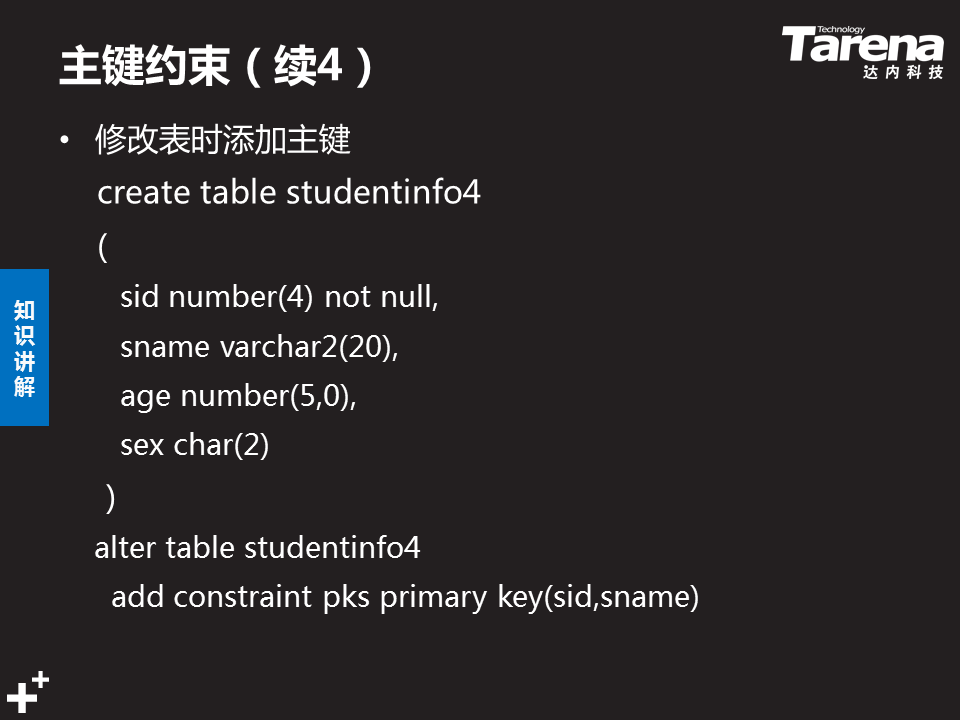 主键约束（续4）
Technology
Tarena
达内科技
• 修改表时添加主键
create table studentinfo4
(
sid number(4) not null,
sname varchar2(20),
age number(5,0),
sex char(2)
)
alter table studentinfo4
add constraint pks primary key(sid,sname)
知
识
讲
解